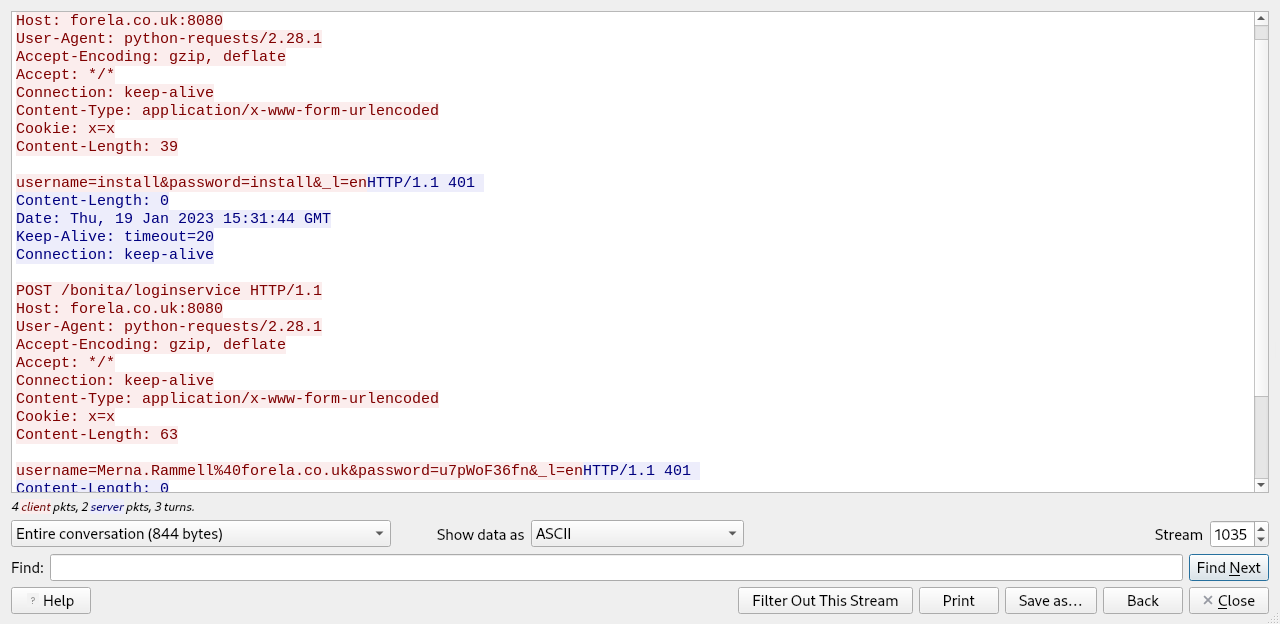 Host: forela.co.uk:8080
User-Agent: python-requests/2.28.1
Accept-Encoding: gzip, deflate
Accept: */*
Connection: keep-alive
Content-Type: application/x-www-form-urlencoded
Cookie: x=x
Content-Length: 39

username=install&password=install&_l=enHTTP/1.1 401
Content-Length: 0
Date: Thu, 19 Jan 2023 15:31:44 GMT
Keep-Alive: timeout=20
Connection: keep-alive

POST /bonita/loginservice HTTP/1.1
Host: forela.co.uk:8080
User-Agent: python-requests/2.28.1
Accept-Encoding: gzip, deflate
Accept: */*
Connection: keep-alive
Content-Type: application/x-www-form-urlencoded
Cookie: x=x
Content-Length: 63

username=Merna.Rammell%40forela.co.uk&password=u7pWoF36fn&_l=enHTTP/1.1 401
Content-Length: 0
4 client pkts, 2 server pkts, 3 turns.
Entire conversation (844 bytes) Show data as ASCII Stream 1035
Find: Find Next
? Help Filter Out This Stream Print Save as… Back ✕ Close